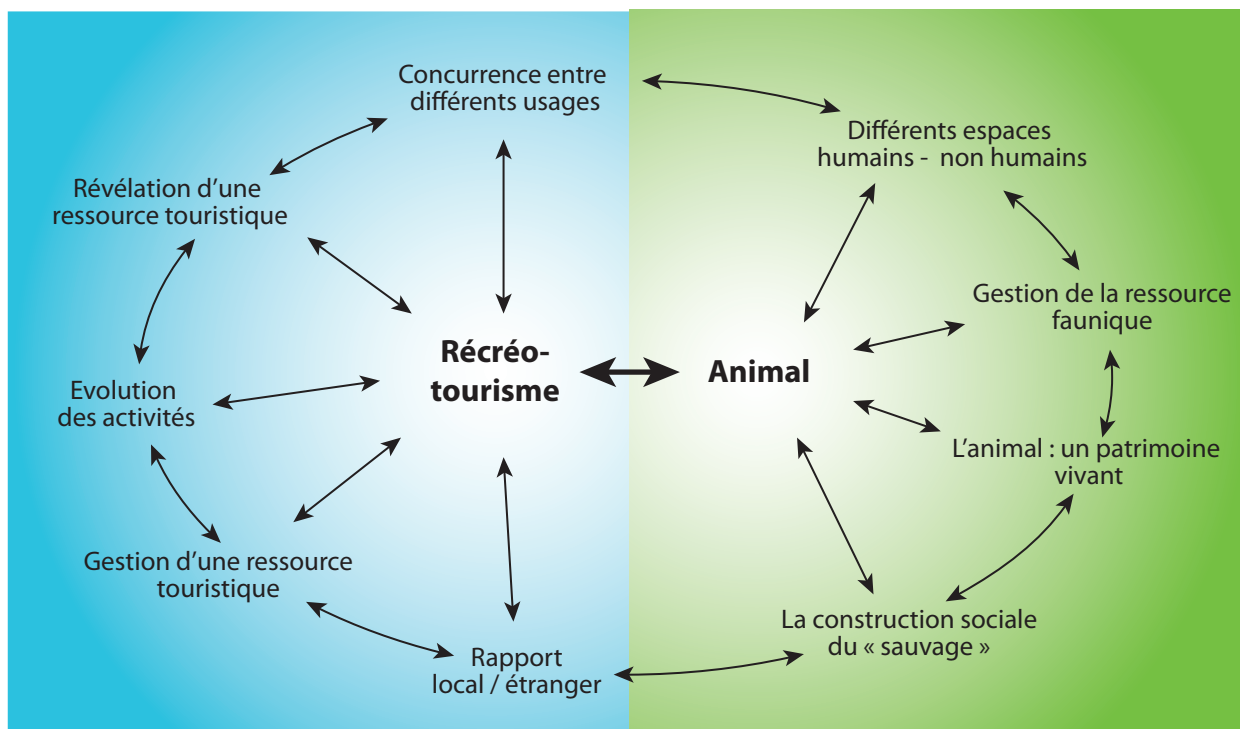 Concurrence entre
différents usages
Différents espaces
humains - non humains
Révélation d'une
ressource touristique
Gestion de la ressource
faunique
Récréo-
tourisme
Animal
Evolution
des activités
L'animal : un patrimoine
vivant
Gestion d'une ressource
touristique
La construction sociale
du « sauvage »
Rapport
local / étranger